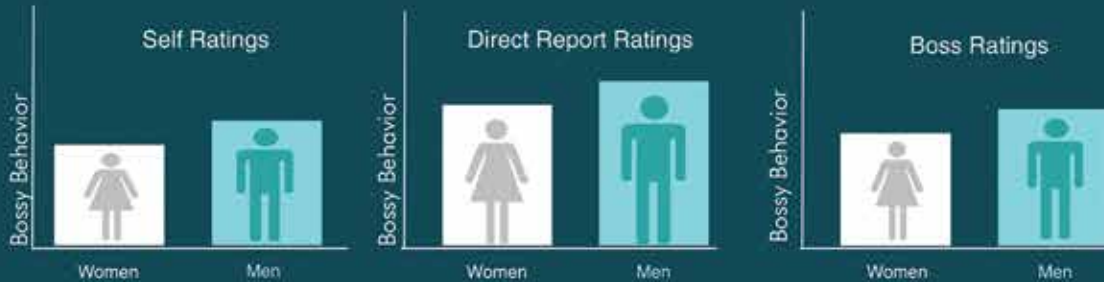 Self Ratings
Bossy Behavior
Women Men
Direct Report Ratings
Bossy Behavior
Women Men
Boss Ratings
Bossy Behavior
Women Men